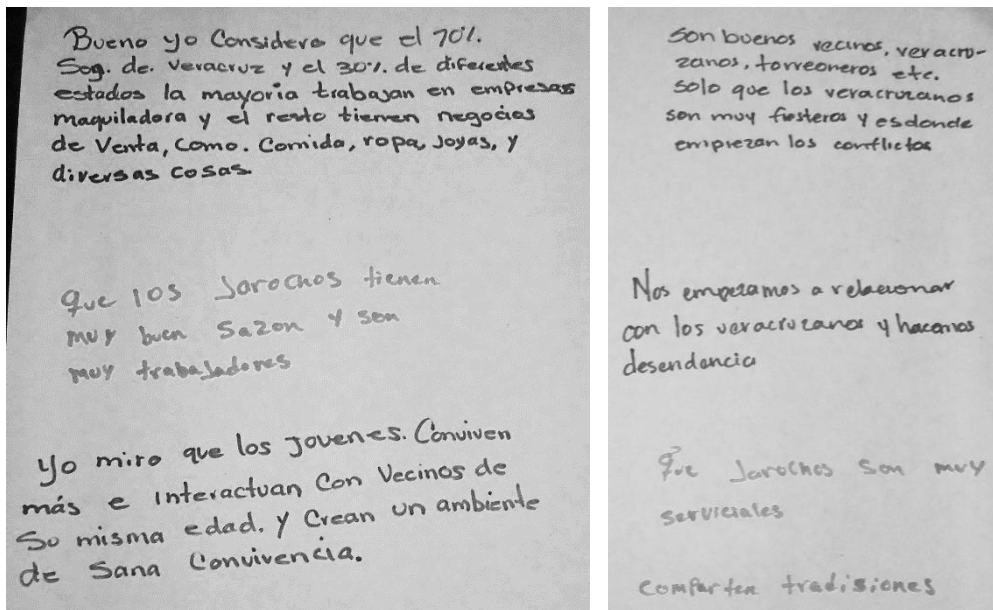 Bueno yo Considero que el 70%.
Sog. de. Veracruz y el 30%. de diferentes
estados la mayoria trabajan en empresas
maquiladora y el resto tienen negocios
de Venta, Como. Comida, ropa, Joyas, y
diversas cosas.
que los Jarochos tienen
muy buen Sazon y son
muy trabajadores
Yo miro que los jovenes. Conviven
más e Interactuan Con Vecinos de
Su misma edad. y Crean un ambiente
de Sana Convivencia.
Son buenos vecinos, veracru-
zanos, torreoneros etc.
solo que los veracruzanos
son muy fiesteros y esdonde
empiezan los conflictos
Nos empezamos a relacionar
con los veracruzanos y hacemos
desendencia
Que Jarochos son muy
serviciales
comparten tradisiones